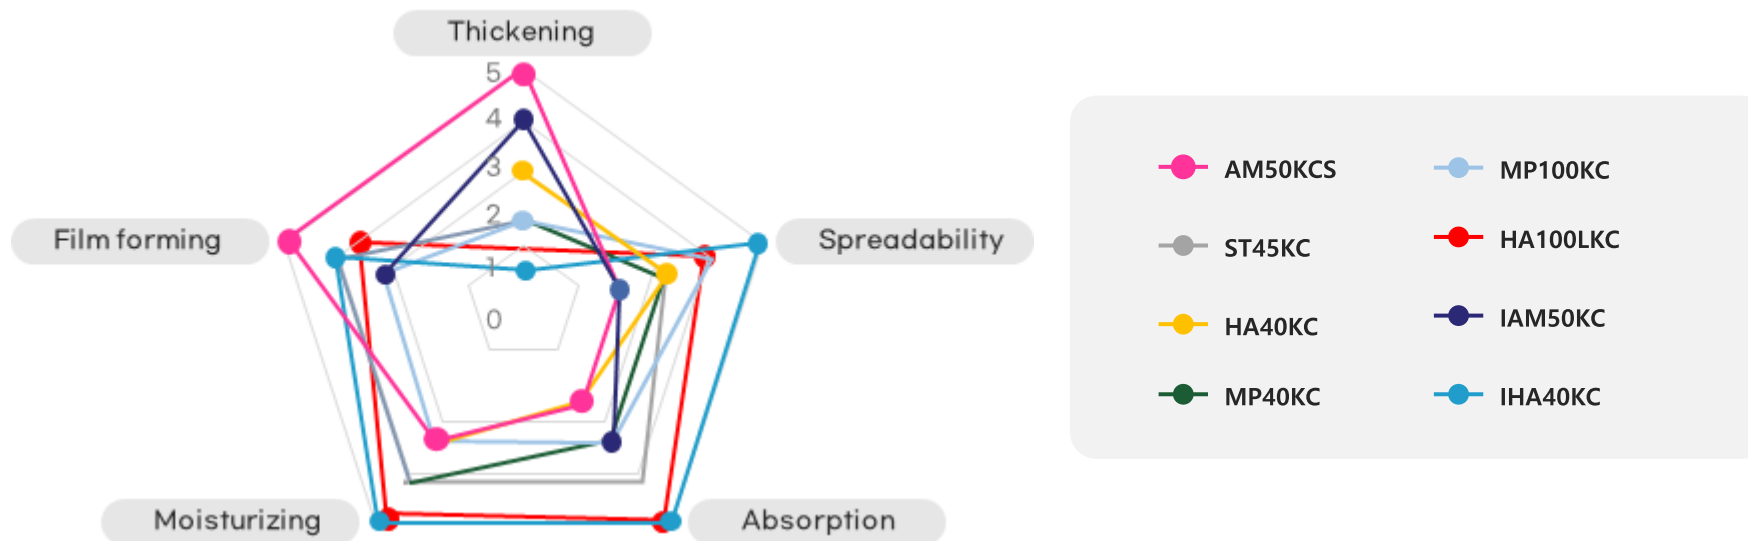 Thickening
5
4
3
2
1
0
Film forming
Spreadability
Moisturizing
Absorption
AM50KCS
MP100KC
ST45KC
HA100LKC
HA40KC
IAM50KC
MP40KC
IHA40KC